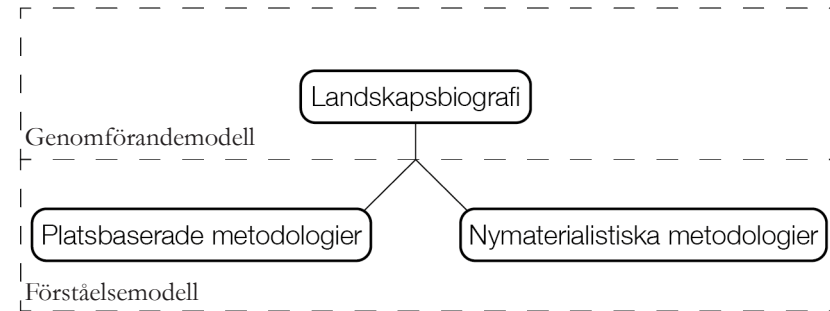 Landskapsbiografi
Genomförandemodell
Platsbaserade metodologier
Nymaterialistiska metodologier
Förståelsemodell